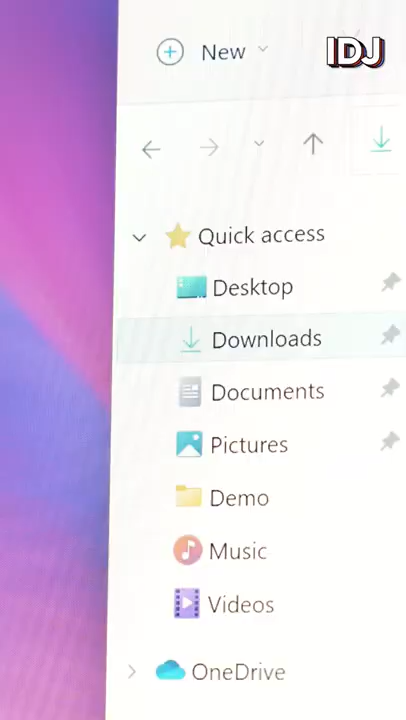 New
IDJ
Quick access
Desktop
Downloads
Documents
Pictures
Demo
Music
Videos
OneDrive